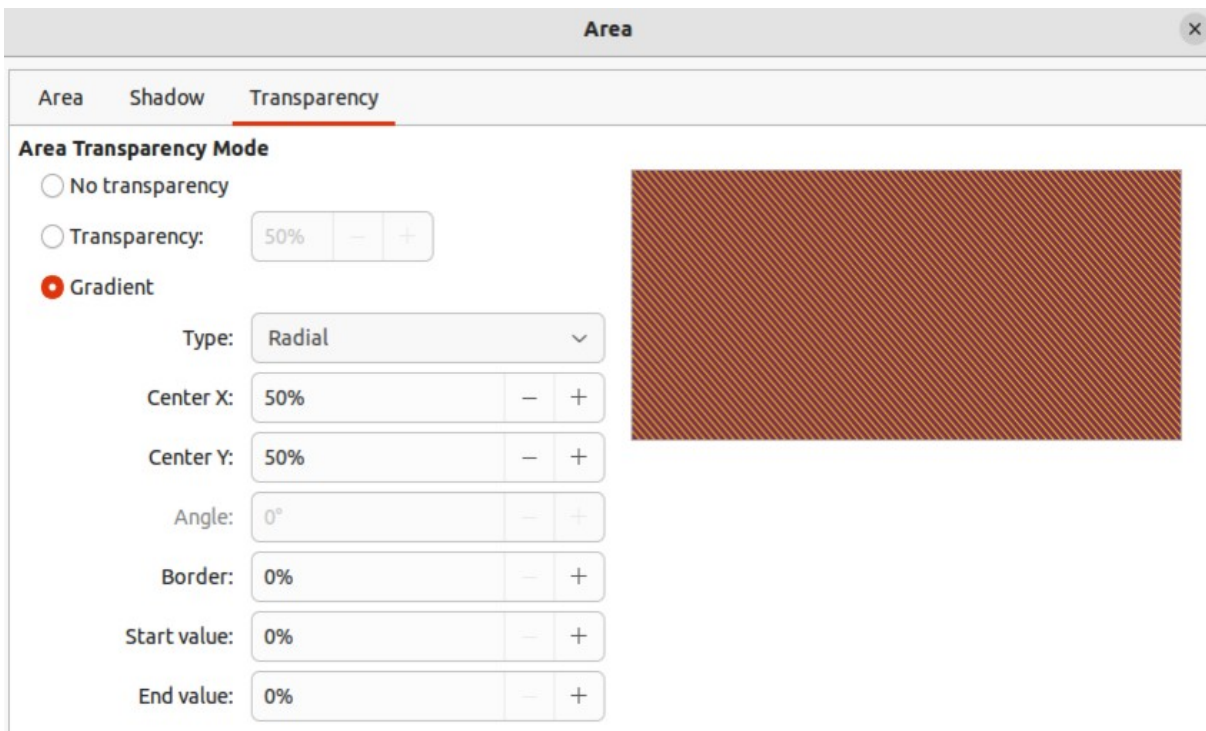 Area
Area Shadow Transparency
Area Transparency Mode
No transparency
Transparency: 50%
Gradient
Type: Radial
Center X: 50%
Center Y: 50%
Angle: 0°
Border: 0%
Start value: 0%
End value: 0%